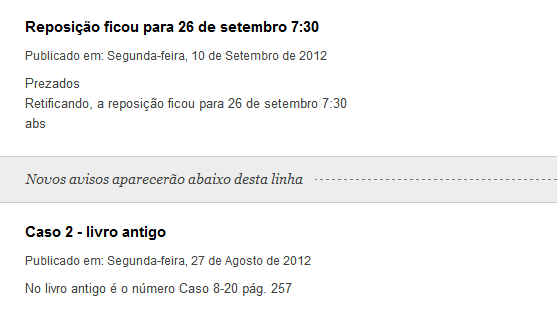 Reposição ficou para 26 de setembro 7:30
Publicado em: Segunda-feira, 10 de Setembro de 2012
Prezados
Retificando, a reposição ficou para 26 de setembro 7:30
abs
Novos avisos aparecerão abaixo desta linha
Caso 2 - livro antigo
Publicado em: Segunda-feira, 27 de Agosto de 2012
No livro antigo é o número Caso 8-20 pág. 257